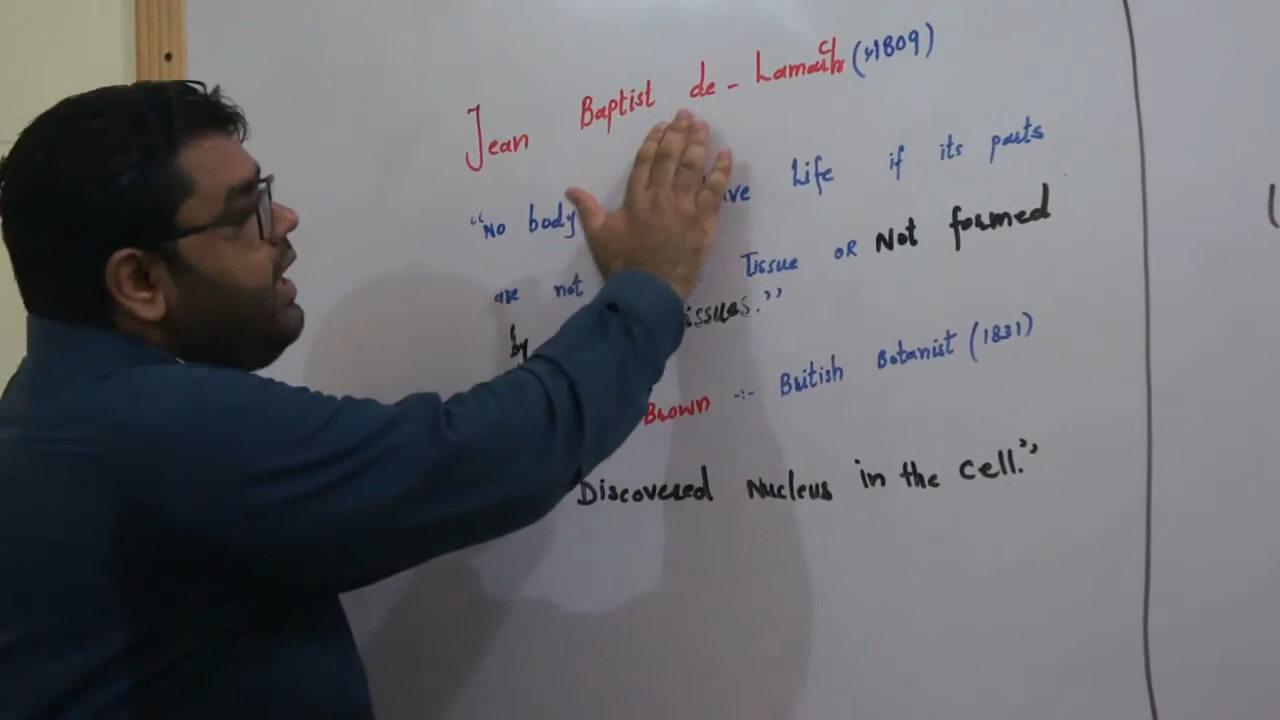 Jean Baptist de - Lamarck (1809)
"No body Life if its parts
are not Tissue OR Not formed
by issues."
Brown -:- British Botanist (1831)
Discovered Nucleus in the cell."